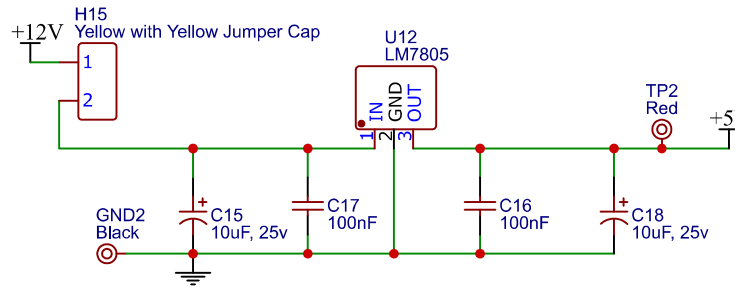 H15
Yellow with Yellow Jumper Cap
+12V
1
2
U12
LM7805
IN
GND
OUT
1
2
3
TP2
Red
+5
C15
10uF, 25v
C17
100nF
C16
100nF
C18
10uF, 25v
GND2
Black